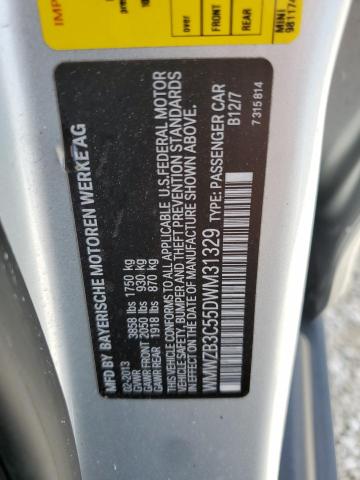 MFD BY BAYERISCHE MOTOREN WERKE AG
02-2013
GVWR 3858 lbs 1750 kg
GAWR FRONT 2050 lbs 930 kg
GAWR REAR 1918 lbs 870 kg
THIS VEHICLE CONFORMS TO ALL APPLICABLE U.S.FEDERAL MOTOR
VEHICLE SAFETY, BUMPER, AND THEFT PREVENTION STANDARDS
IN EFFECT ON THE DATE OF MANUFACTURE SHOWN ABOVE.
WMWZB3C55DWM31329 TYPE: PASSENGER CAR
B12/7
7 315 814
over
FRONT
REAR
MINI